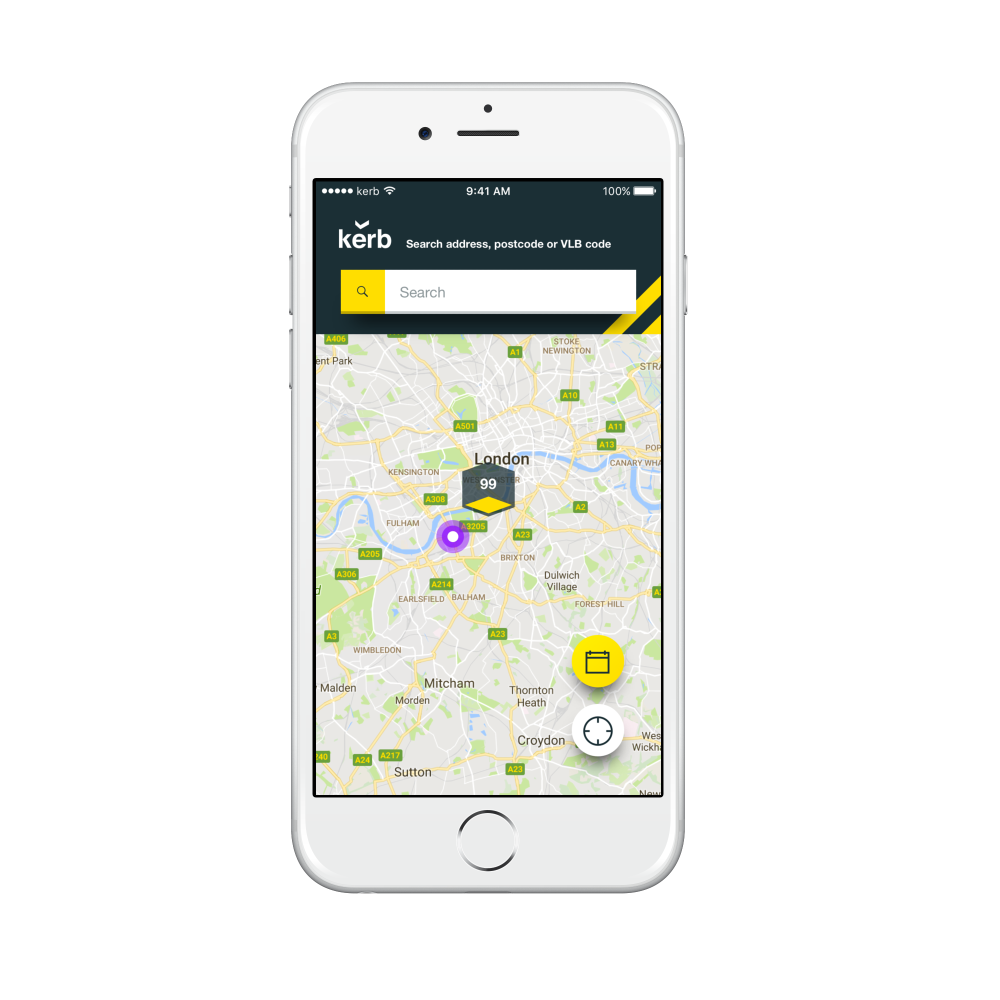 kerb
9:41 AM
100%
kerb
Search address, postcode or VLB code
Search
A406
STOKE
NEWINGTON
A1
ent Park
STRA
A10
A501
A11
A13
POP
London
CANARY WHA
KENSINGTON
WESTMINSTER
99
A308
A2
FULHAM
A3205
A23
A205
BRIXTON
A306
Dulwich
Village
A214
EARLSFIELD
BALHAM
FOREST HILL
A23
A3
WIMBLEDON
Mitcham
Malden
Thornton
Heath
Morden
Croydon
Wes
Wickha
240
A24
A217
Sutton
A23
New